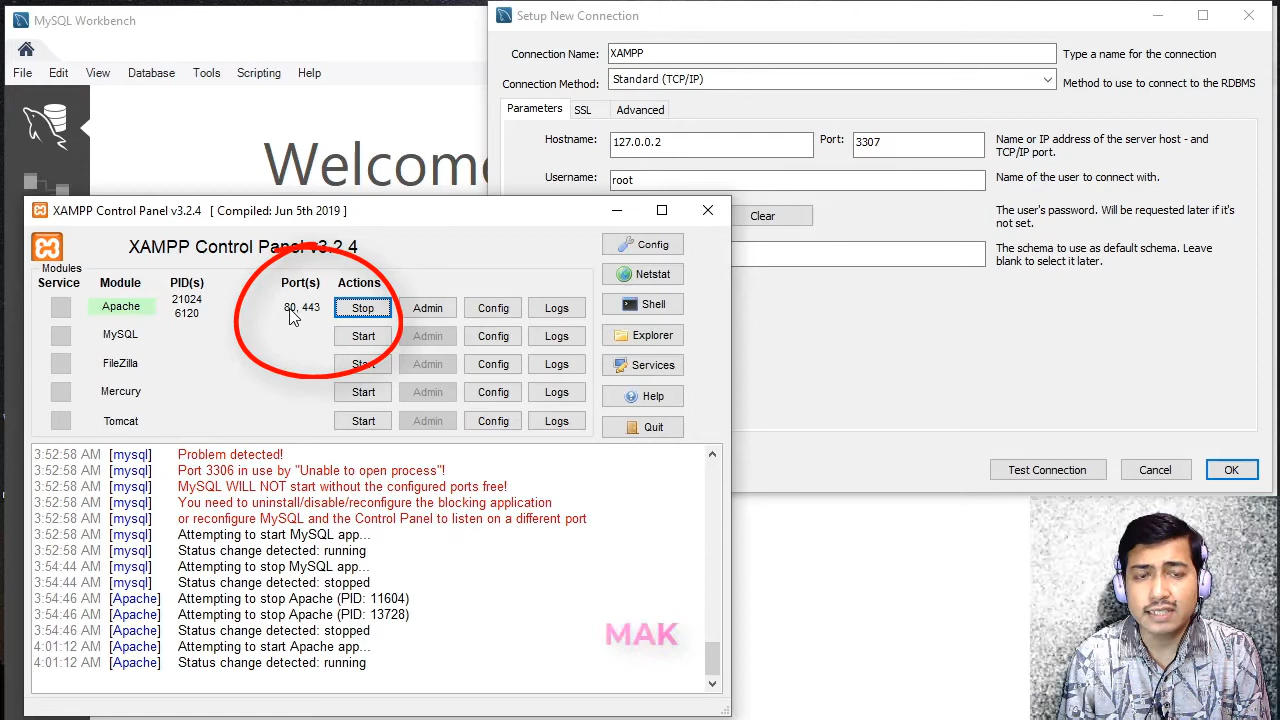 MySQL Workbench
File Edit View Database Tools Scripting Help
Welcome
Setup New Connection
Connection Name: XAMPP Type a name for the connection
Connection Method: Standard (TCP/IP) Method to use to connect to the RDBMS
Parameters SSL Advanced
Hostname: 127.0.0.2 Port: 3307 Name or IP address of the server host - and
TCP/IP port.
Username: root Name of the user to connect with.
Clear The user's password. Will be requested later if it's
not set.
The schema to use as default schema. Leave
blank to select it later.
Test Connection Cancel OK
XAMPP Control Panel v3.2.4 [ Compiled: Jun 5th 2019 ]
XAMPP Control Panel v3.2.4
Modules
Service Module PID(s) Port(s) Actions
Apache 21024 80, 443 Stop Admin Config Logs
6120
MySQL Start Admin Config Logs
FileZilla Start Admin Config Logs
Mercury Start Admin Config Logs
Tomcat Start Admin Config Logs
Config
Netstat
Shell
Explorer
Services
Help
Quit
3:52:58 AM [mysql] Problem detected!
3:52:58 AM [mysql] Port 3306 in use by "Unable to open process"!
3:52:58 AM [mysql] MySQL WILL NOT start without the configured ports free!
3:52:58 AM [mysql] You need to uninstall/disable/reconfigure the blocking application
3:52:58 AM [mysql] or reconfigure MySQL and the Control Panel to listen on a different port
3:52:58 AM [mysql] Attempting to start MySQL app...
3:52:58 AM [mysql] Status change detected: running
3:54:44 AM [mysql] Attempting to stop MySQL app...
3:54:44 AM [mysql] Status change detected: stopped
3:54:46 AM [Apache] Attempting to stop Apache (PID: 11604)
3:54:46 AM [Apache] Attempting to stop Apache (PID: 13728)
3:54:46 AM [Apache] Status change detected: stopped
4:01:12 AM [Apache] Attempting to start Apache app...
4:01:12 AM [Apache] Status change detected: running
MAK